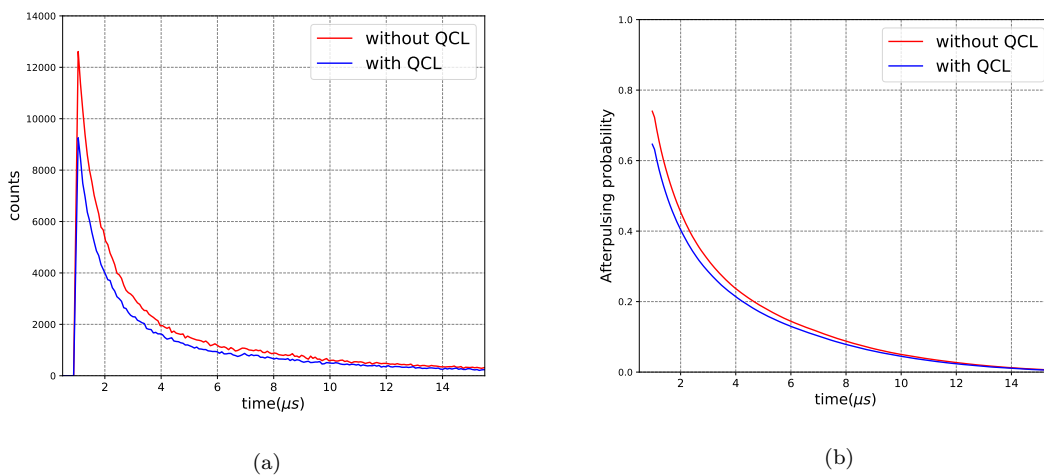 14000
12000
10000
8000
6000
4000
2000
0
counts
2 4 6 8 10 12 14
time(μs)
without QCL
with QCL
(a)
1.0
0.8
0.6
0.4
0.2
0.0
Afterpulsing probability
2 4 6 8 10 12 14
time(μs)
without QCL
with QCL
(b)